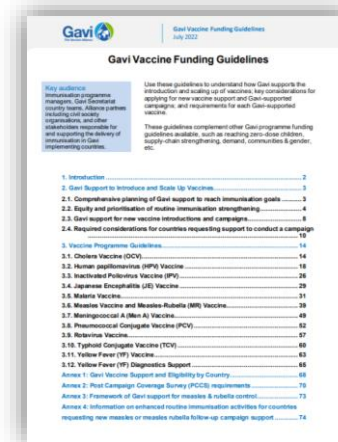 Gavi
Gavi Vaccine Funding Guidelines
July 2022
Gavi Vaccine Funding Guidelines
Key audience
Immunisation programme
managers, Gavi Secretariat
country teams, Alliance partners
including civil society
organisations, and other
stakeholders responsible for
and supporting the delivery of
immunisation in Gavi
implementing countries.
Use these guidelines to understand how Gavi supports the
introduction and scaling up of vaccines; key considerations for
applying for new vaccine support and Gavi-supported
campaigns; and requirements for each Gavi-supported
vaccine.
These guidelines complement other Gavi programme funding
guidelines available, such as reaching zero-dose children,
supply-chain strengthening, demand, communities & gender,
etc.
1. Introduction ... 2
2. Gavi Support to Introduce and Scale Up Vaccines ... 3
2.1. Comprehensive planning of Gavi support to reach immunisation goals ... 3
2.2. Equity and prioritisation of routine immunisation strengthening ... 4
2.3. Gavi support for new vaccine introductions and campaigns ... 6
2.4. Required considerations for countries requesting support to conduct a campaign
... 10
3. Vaccine Programme Guidelines ... 14
3.1. Cholera Vaccine (OCV) ... 14
3.2. Human papillomavirus (HPV) Vaccine ... 18
3.3. Inactivated Poliovirus Vaccine (IPV) ... 26
3.4. Japanese Encephalitis (JE) Vaccine ... 29
3.5. Malaria Vaccine ... 31
3.6. Measles Vaccine and Measles-Rubella (MR) Vaccine ... 39
3.7. Meningococcal A (Men A) Vaccine ... 49
3.8. Pneumococcal Conjugate Vaccine (PCV) ... 52
3.9. Rotavirus Vaccine ... 57
3.10. Typhoid Conjugate Vaccine (TCV) ... 60
3.11. Yellow Fever (YF) Vaccine ... 63
3.12. Yellow Fever (YF) Diagnostics Support ... 65
Annex 1: Gavi Vaccine Support and Eligibility by Country ... 68
Annex 2: Post Campaign Coverage Survey (PCCS) requirements ... 70
Annex 3: Framework of Gavi support for measles & rubella control ... 73
Annex 4: Information on enhanced routine immunisation activities for countries
requesting new measles or measles rubella follow-up campaign support ... 74